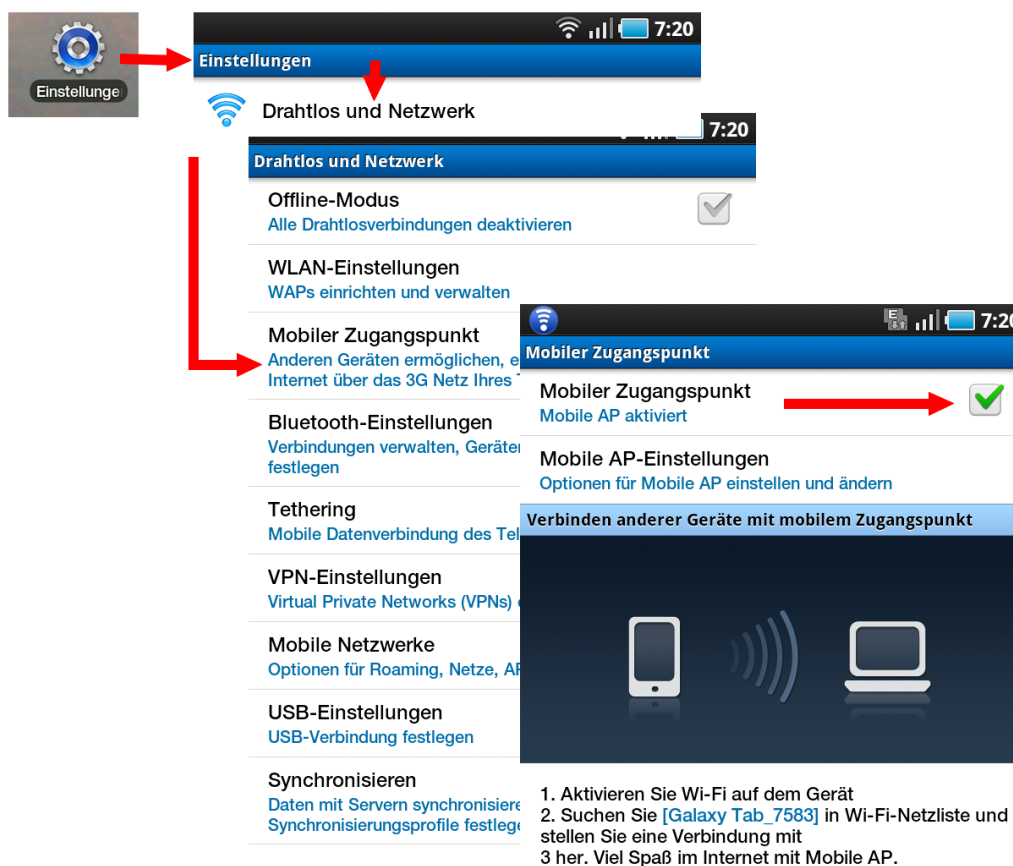 Einstellunge
7:20
Einstellungen
Drahtlos und Netzwerk
7:20
Drahtlos und Netzwerk
Offline-Modus
Alle Drahtlosverbindungen deaktivieren
WLAN-Einstellungen
WAPs einrichten und verwalten
Mobiler Zugangspunkt
Anderen Geräten ermöglichen, e
Internet über das 3G Netz Ihres
Bluetooth-Einstellungen
Verbindungen verwalten, Geräte
festlegen
Tethering
Mobile Datenverbindung des Tel
VPN-Einstellungen
Virtual Private Networks (VPNs)
Mobile Netzwerke
Optionen für Roaming, Netze,
USB-Einstellungen
USB-Verbindung festlegen
Synchronisieren
Daten mit Servern synchronisiere
Synchronisierungsprofile festlege
E
7:20
Mobiler Zugangspunkt
Mobiler Zugangspunkt
Mobile AP aktiviert
Mobile AP-Einstellungen
Optionen für Mobile AP einstellen und ändern
Verbinden anderer Geräte mit mobilem Zugangspunkt
1. Aktivieren Sie Wi-Fi auf dem Gerät
2. Suchen Sie [Galaxy Tab_7583] in Wi-Fi-Netzliste und
stellen Sie eine Verbindung mit
3 her. Viel Spaß im Internet mit Mobile AP.